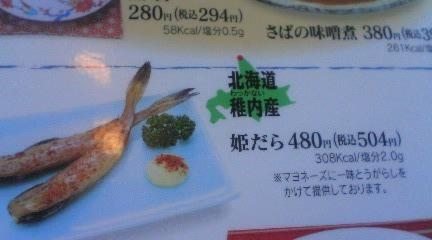 280円(税込294円)
58Kcal/塩分0.5g
さばの味噌煮 380円(税込39
261Kcal/塩
北海道
わっかない
稚内産
姫だら480円(税込504円)
308Kcal/塩分2.0g
※マヨネーズに一味とうがらしを
かけて提供しております。